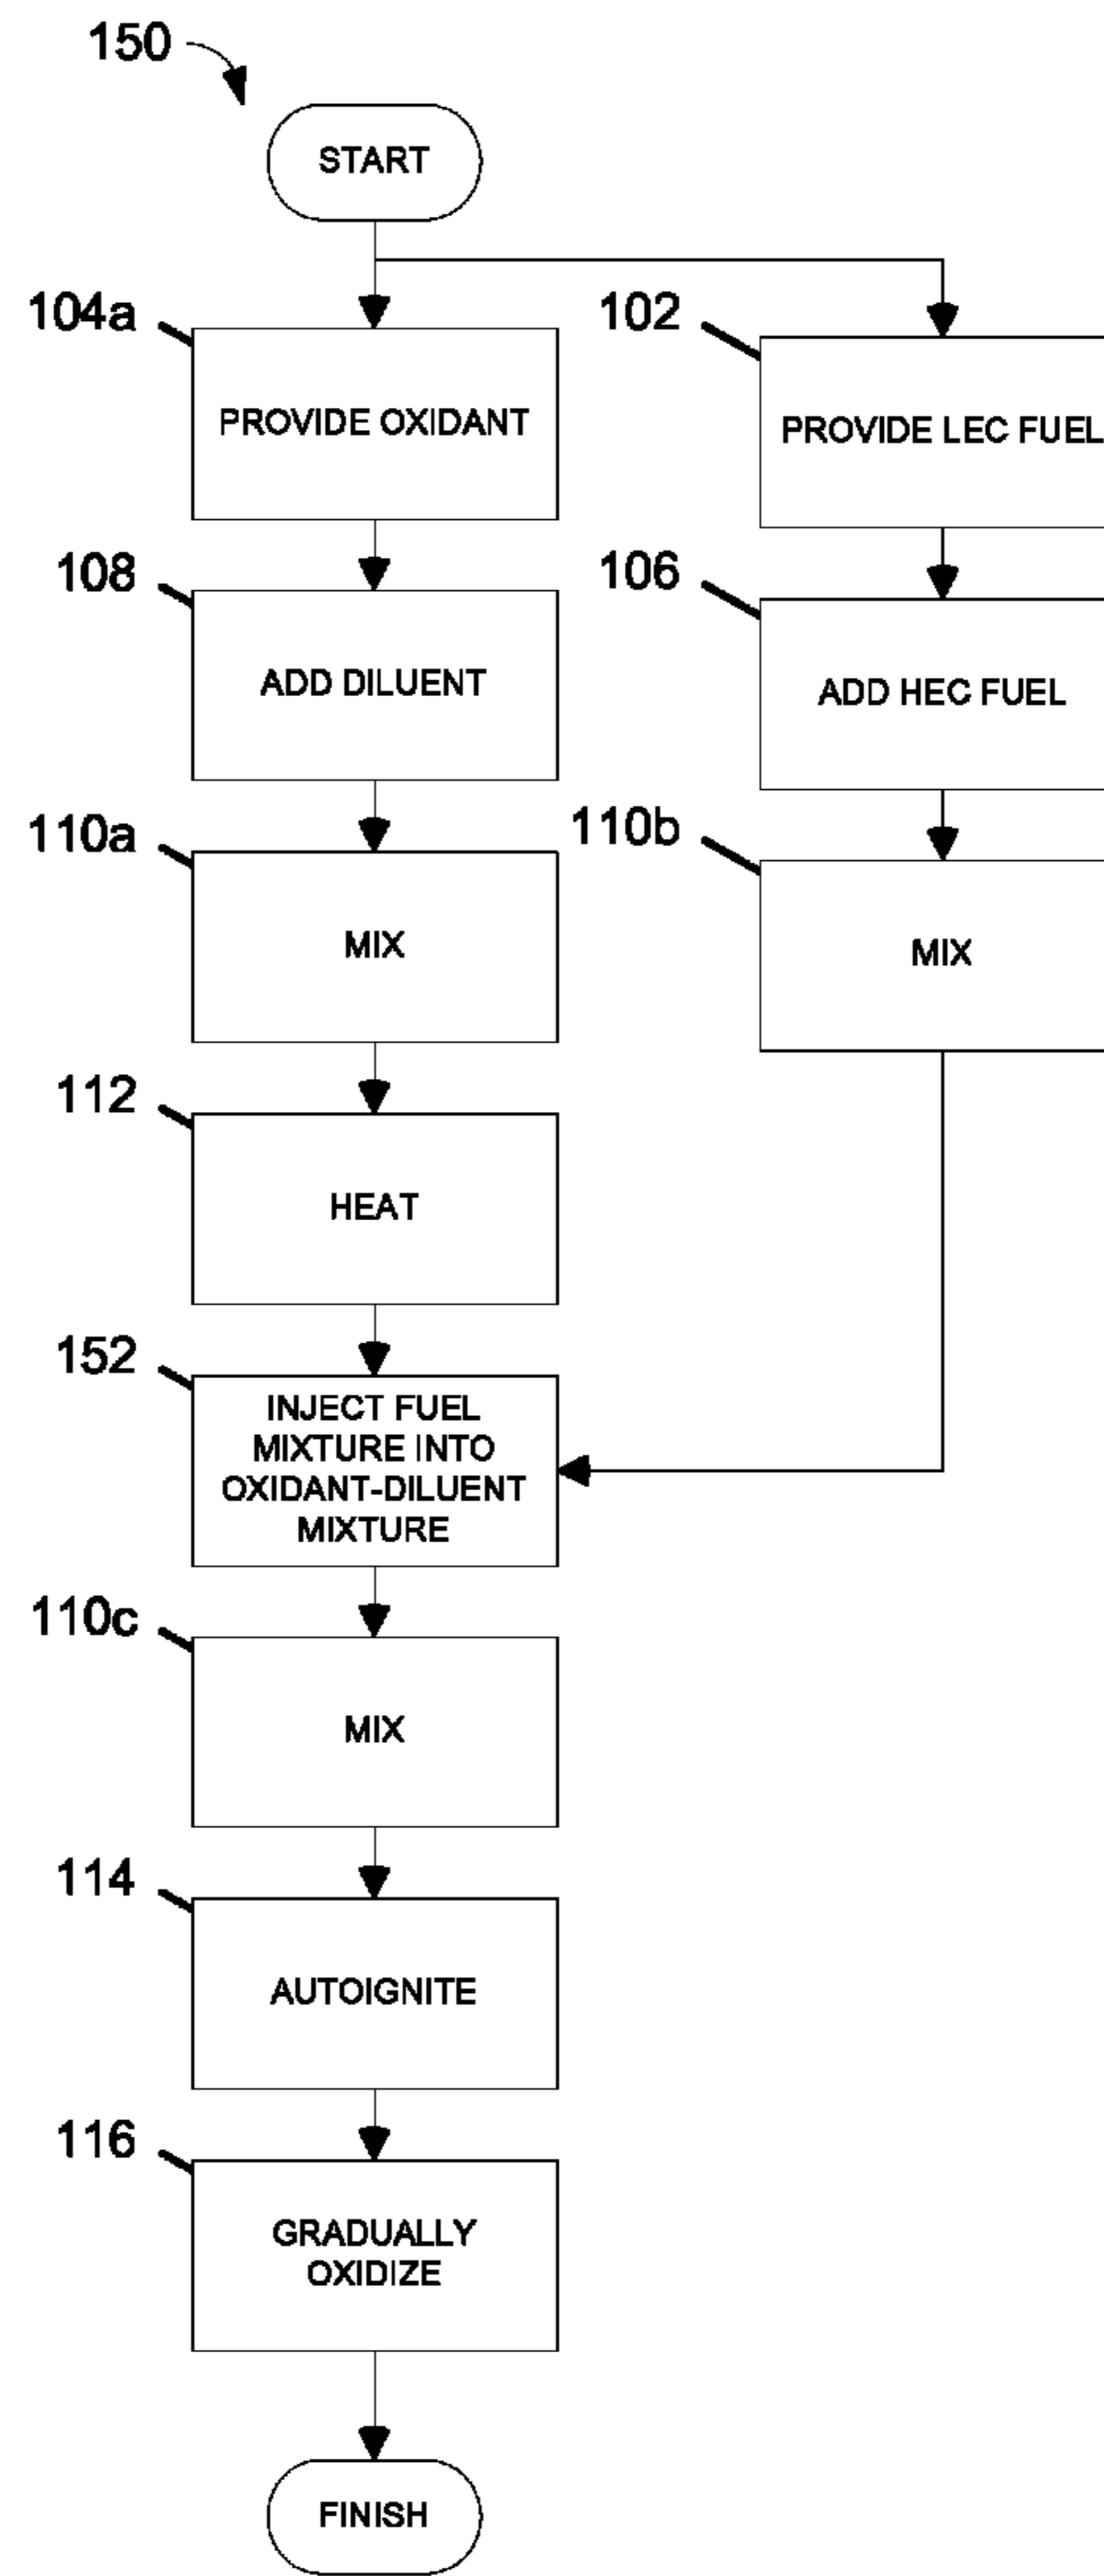 150
START
104a
PROVIDE OXIDANT
102
PROVIDE LEC FUEL
108
ADD DILUENT
106
ADD HEC FUEL
110a
MIX
110b
MIX
112
HEAT
152
INJECT FUEL
MIXTURE INTO
OXIDANT-DILUENT
MIXTURE
110c
MIX
114
AUTOIGNITE
116
GRADUALLY
OXIDIZE
FINISH